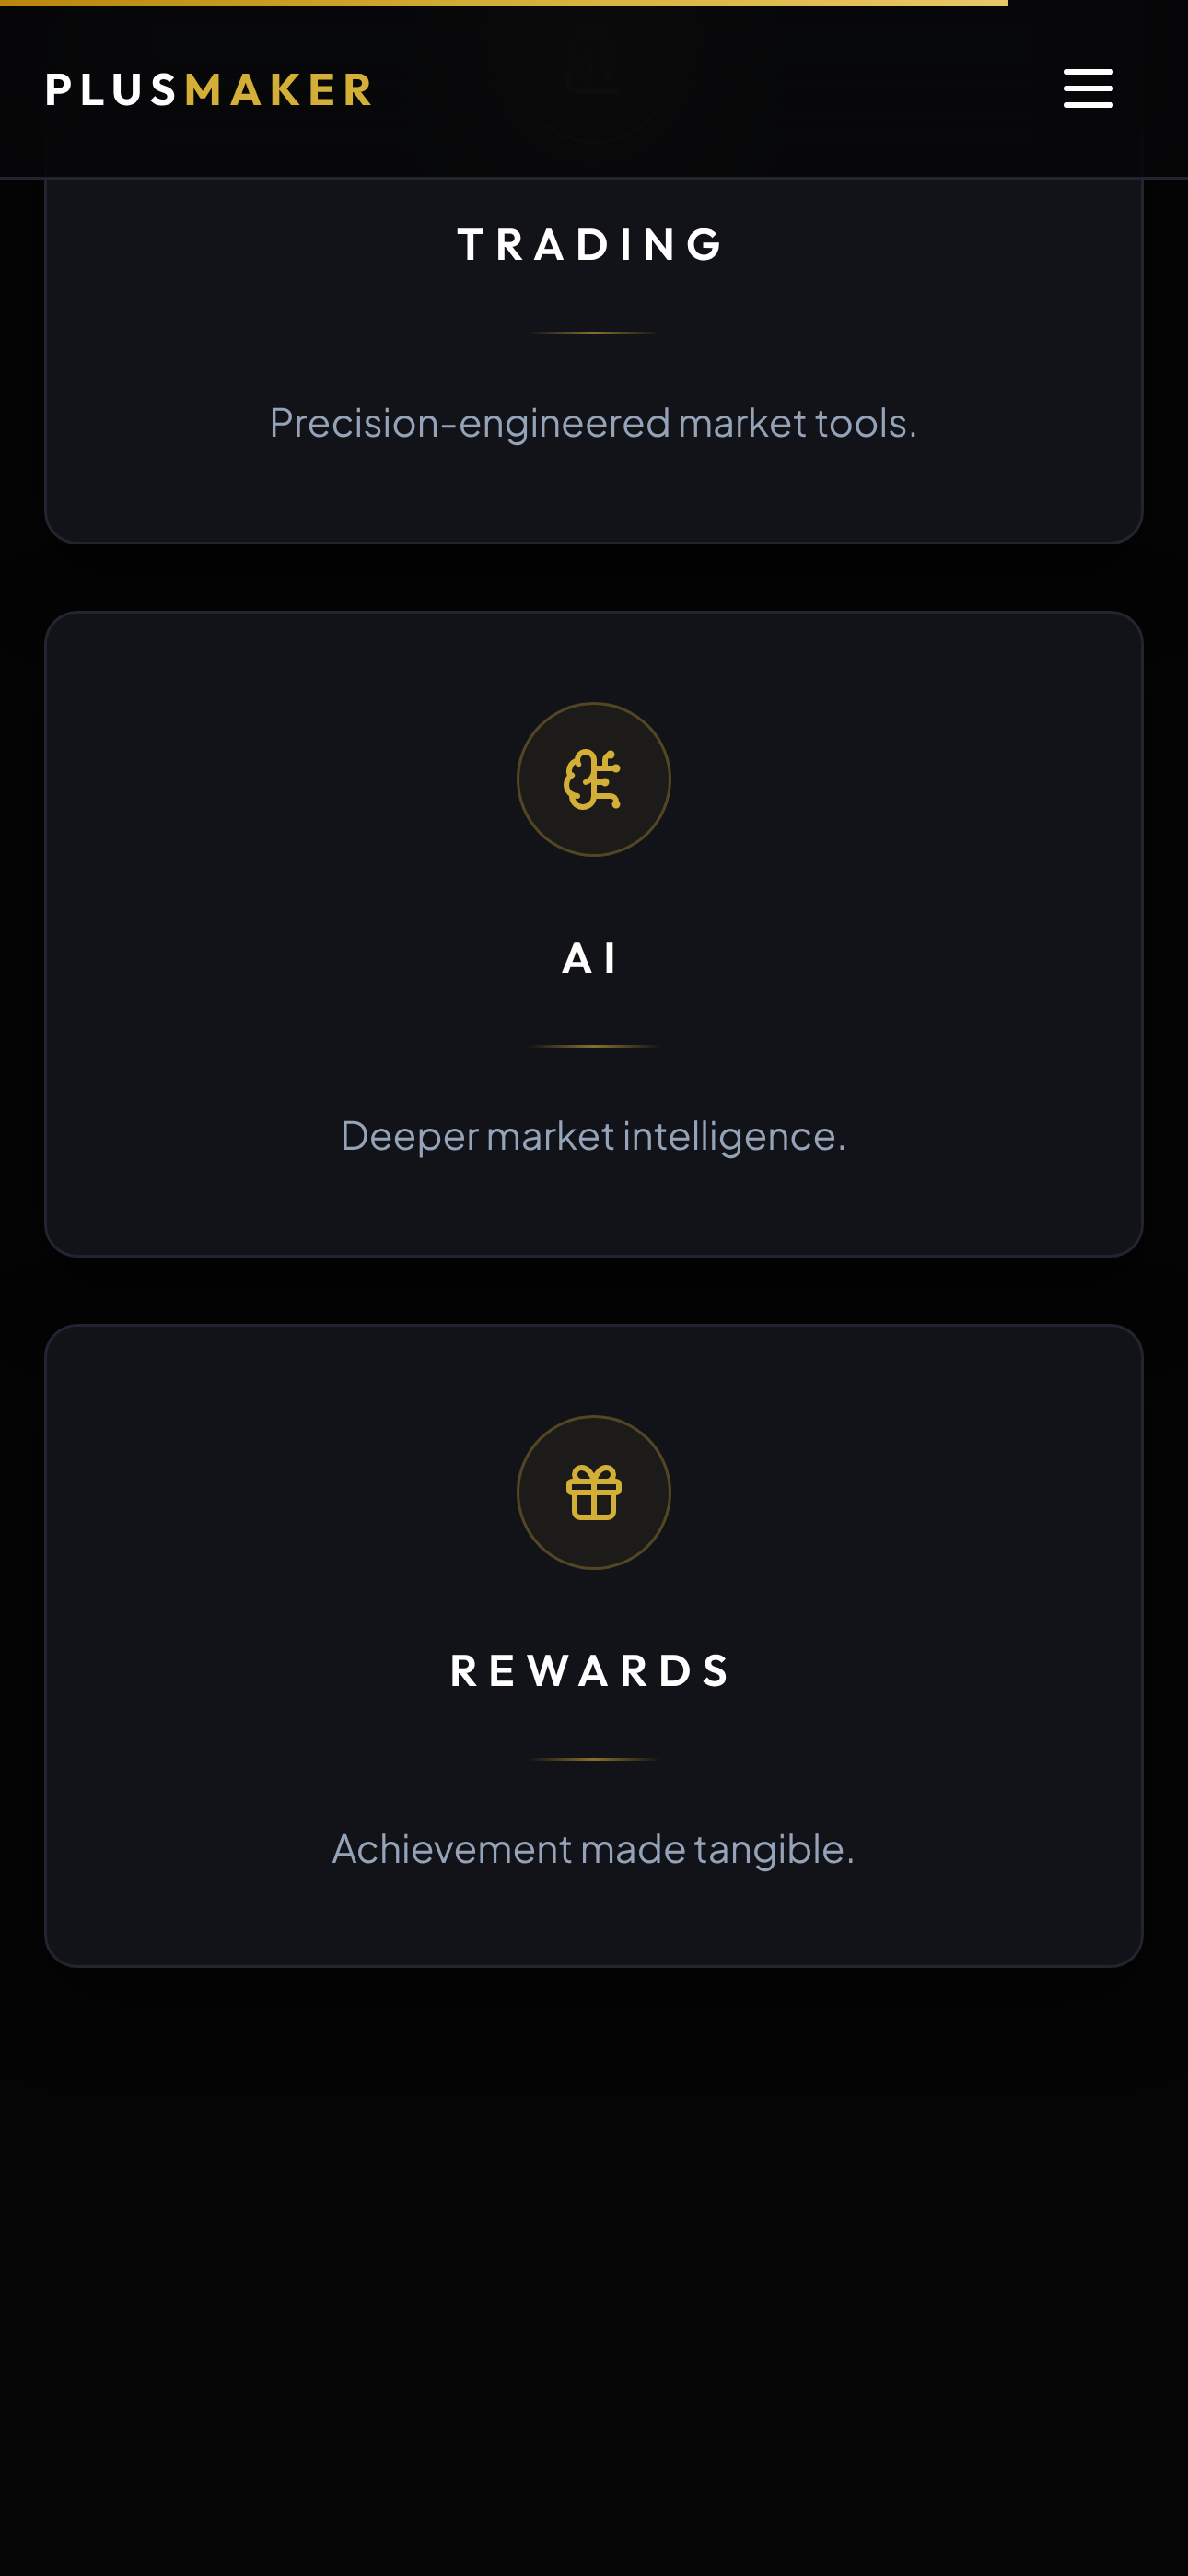 PLUSMAKER
TRADING
Precision-engineered market tools.
AI
Deeper market intelligence.
REWARDS
Achievement made tangible.